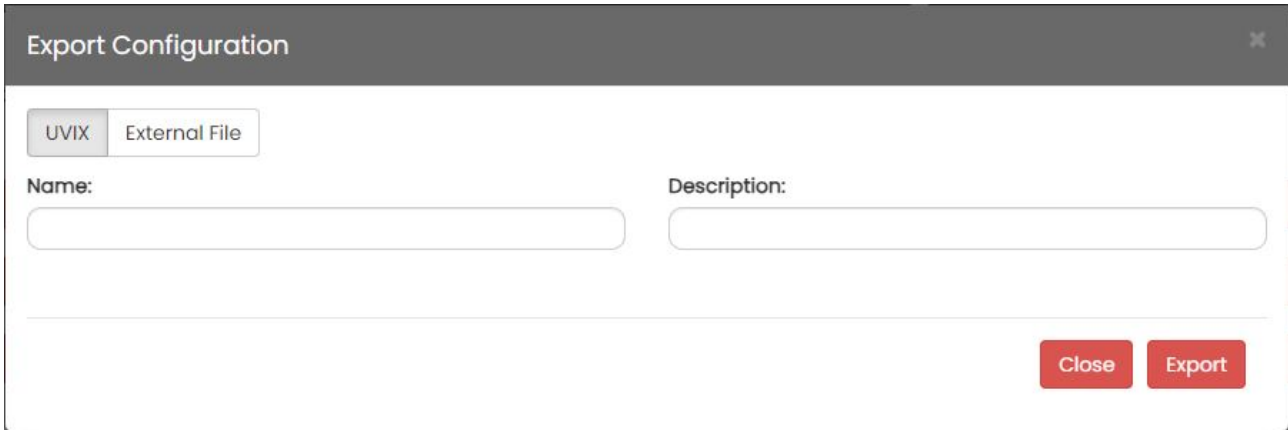 Export Configuration
UVIX External File
Name: Description:
Close Export